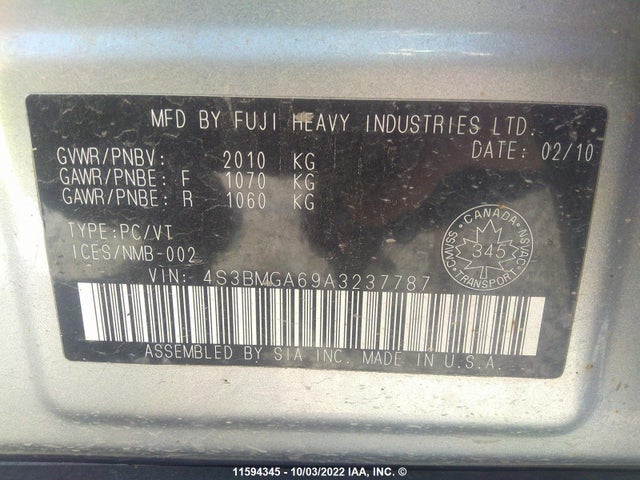 MFD BY FUJI HEAVY INDUSTRIES LTD.
DATE: 02/10
GVWR/PNBV: 2010 KG
GAWR/PNBE: F 1070 KG
GAWR/PNBE: R 1060 KG
TYPE:PC/VT
ICES/NMB-002
CANADA
CMVSS 345 NSVAC
TRANSPORT
VIN: 4S3BMGA69A3237787
ASSEMBLED BY SIA INC. MADE IN U.S.A.
11594345 - 10/03/2022 IAA, INC. ©